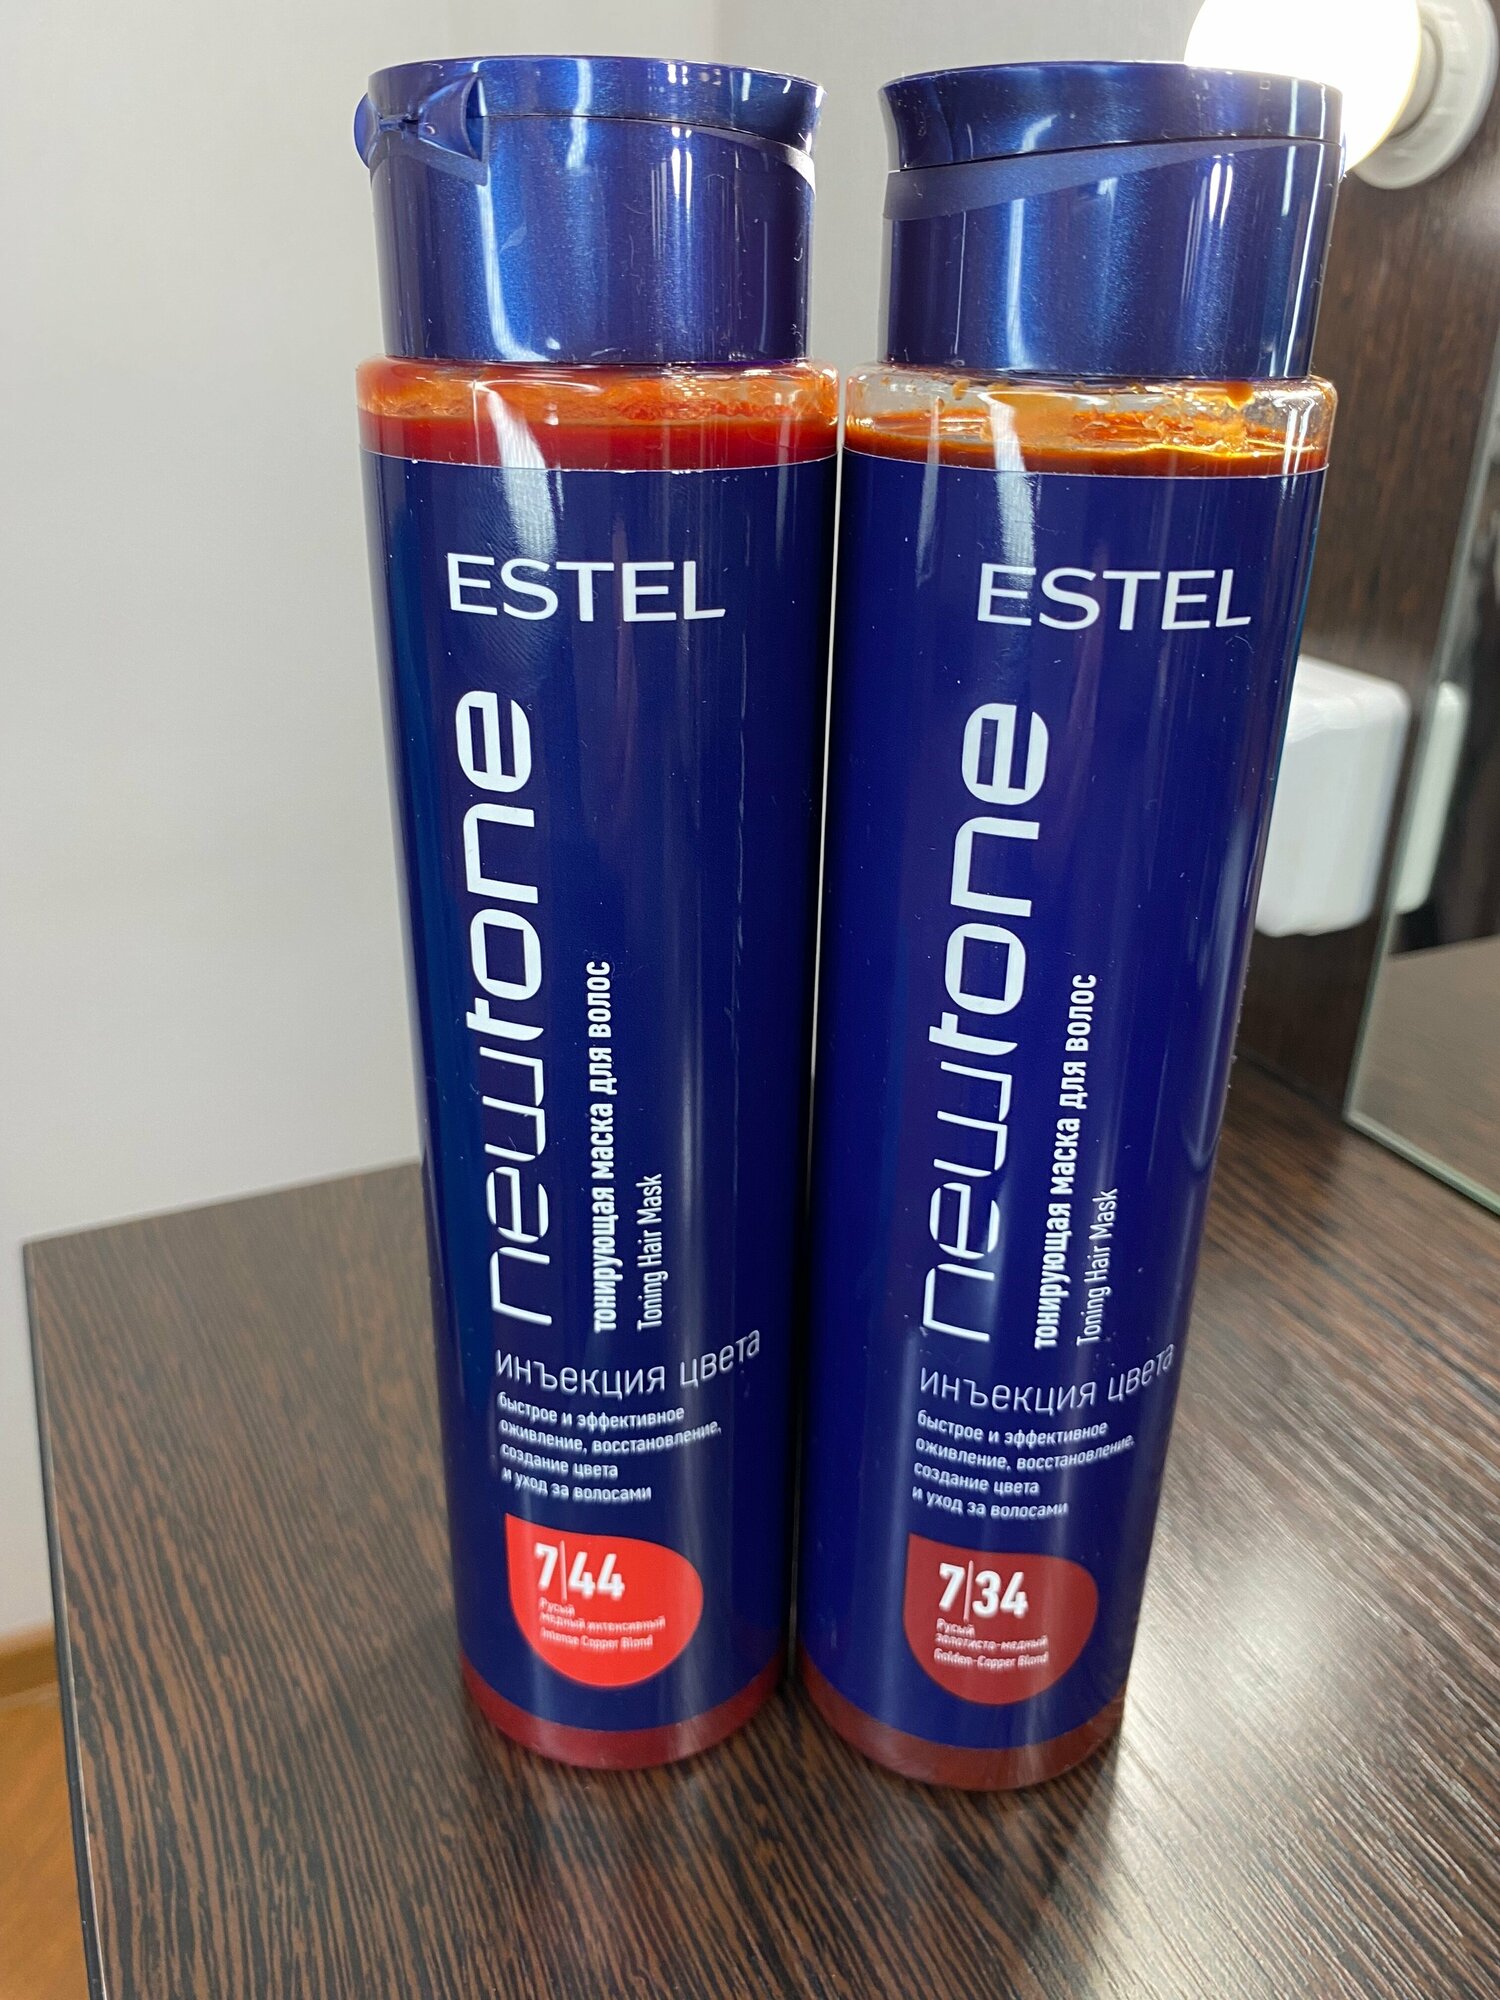 ESTEL
newtone
тонирующая маска для волос
Toning Hair Mask
инъекция цвета
быстрое и эффективное
оживление, восстановление,
создание цвета
и уход за волосами
7|44
Русый
медный интенсивный
Intense Copper Blond
ESTEL
newtone
тонирующая маска для волос
Toning Hair Mask
инъекция цвета
быстрое и эффективное
оживление, восстановление,
создание цвета
и уход за волосами
7|34
Русый
золотисто-медный
Golden-Copper Blond